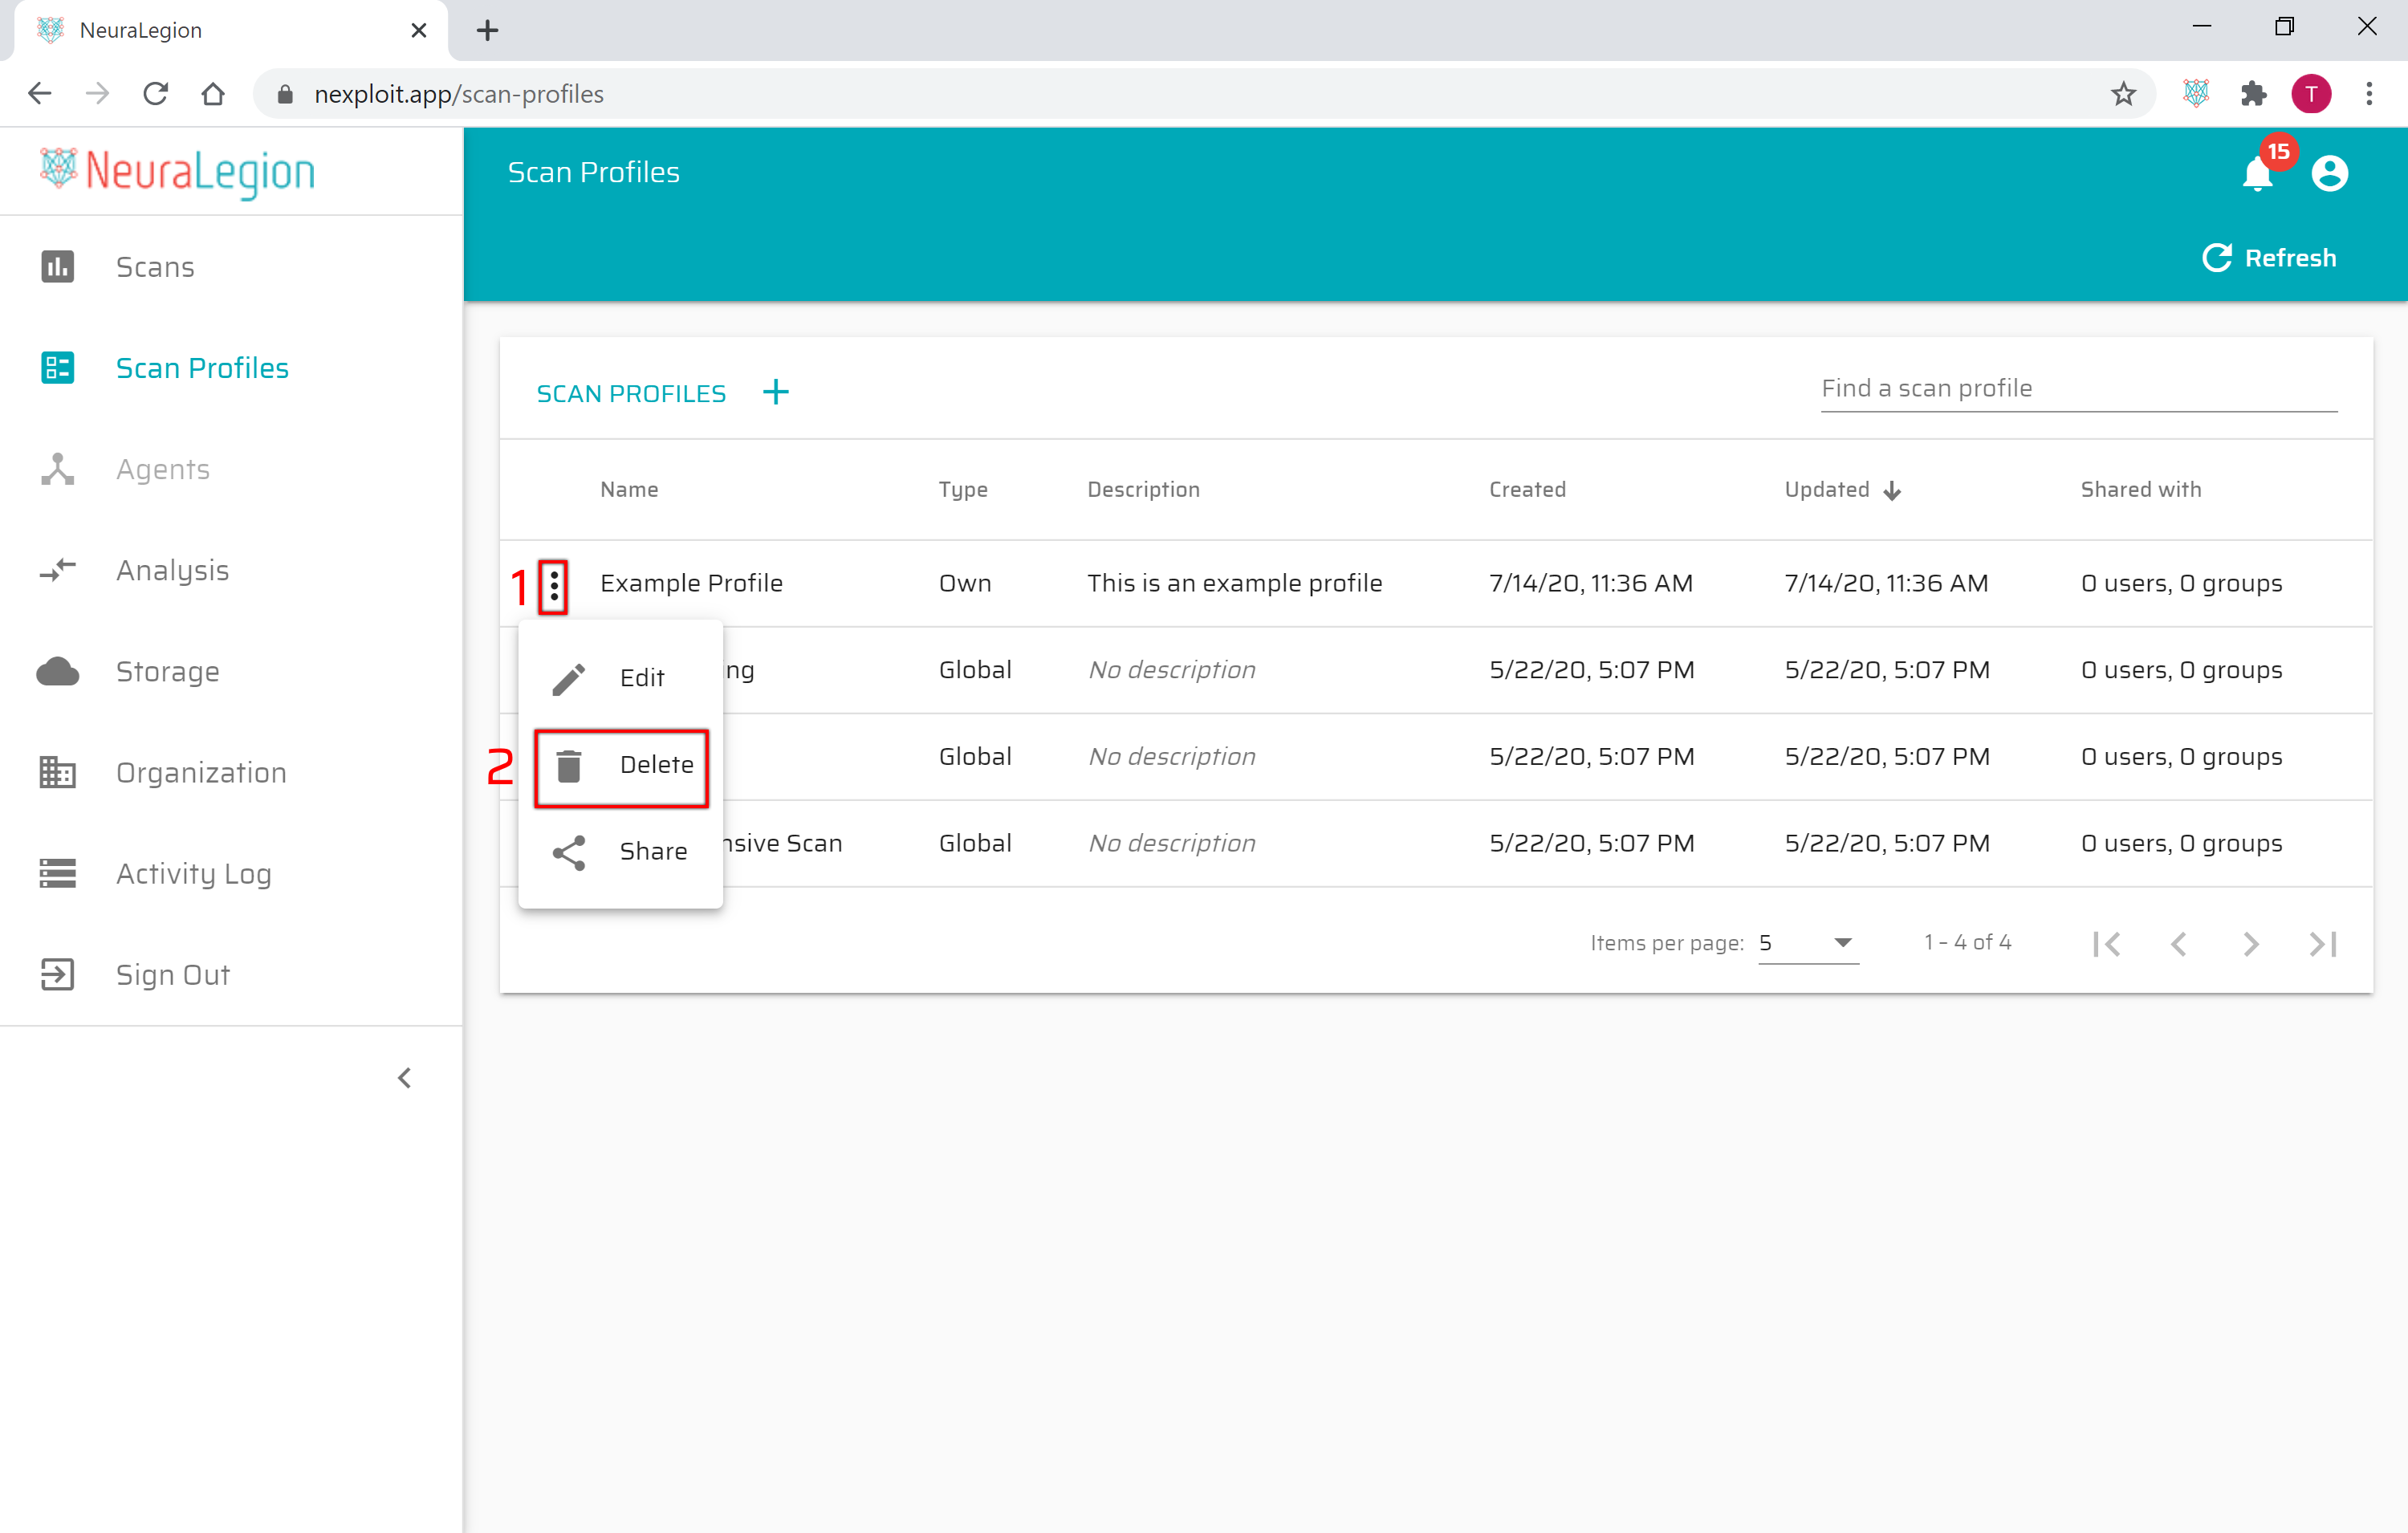 NeuraLegion
nexploit.app/scan-profiles
T
NeuraLegion
Scans
Scan Profiles
Agents
Analysis
Storage
Organization
Activity Log
Sign Out
Scan Profiles
15
Refresh
SCAN PROFILES +
Find a scan profile
Name Type Description Created Updated Shared with
1 Example Profile Own This is an example profile 7/14/20, 11:36 AM 7/14/20, 11:36 AM 0 users, 0 groups
ng Global No description 5/22/20, 5:07 PM 5/22/20, 5:07 PM 0 users, 0 groups
Global No description 5/22/20, 5:07 PM 5/22/20, 5:07 PM 0 users, 0 groups
nsive Scan Global No description 5/22/20, 5:07 PM 5/22/20, 5:07 PM 0 users, 0 groups
Edit
2 Delete
Share
Items per page: 5 1 – 4 of 4